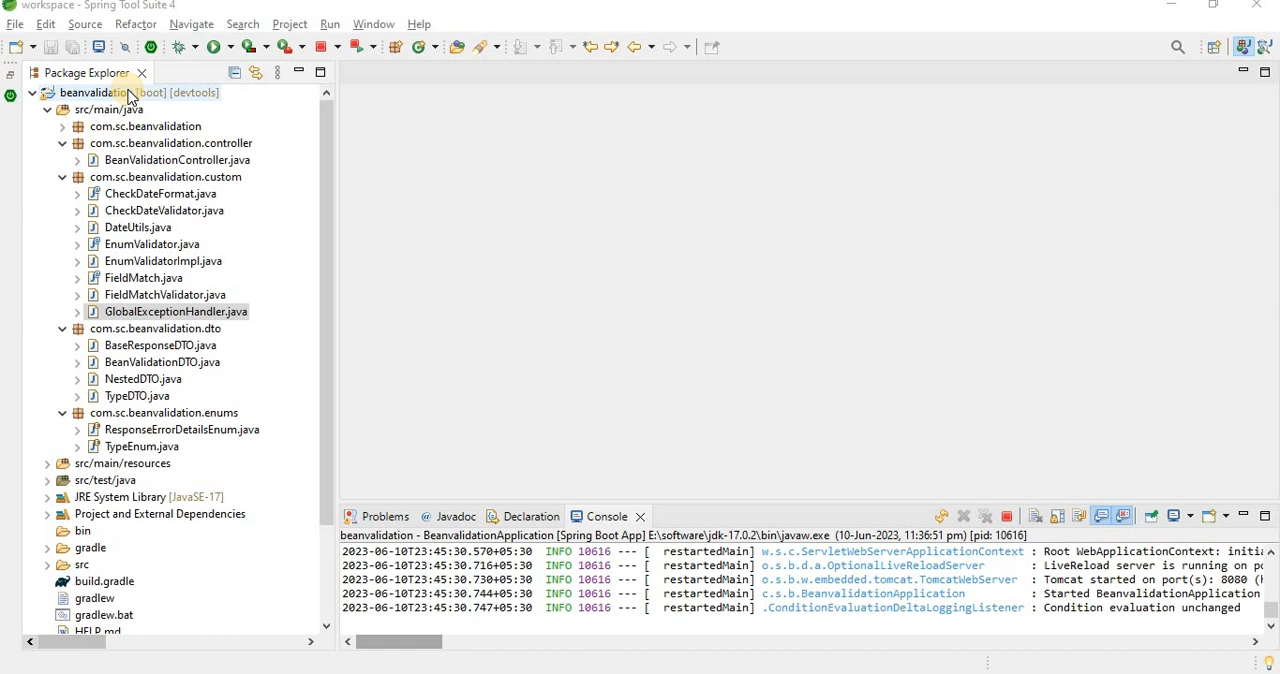 workspace - Spring Tool Suite 4
File Edit Source Refactor Navigate Search Project Run Window Help
Package Explorer
beanvalidation [boot] [devtools]
src/main/java
com.sc.beanvalidation
com.sc.beanvalidation.controller
BeanValidationController.java
com.sc.beanvalidation.custom
CheckDateFormat.java
CheckDateValidator.java
DateUtils.java
EnumValidator.java
EnumValidatorImpl.java
FieldMatch.java
FieldMatchValidator.java
GlobalExceptionHandler.java
com.sc.beanvalidation.dto
BaseResponseDTO.java
BeanValidationDTO.java
NestedDTO.java
TypeDTO.java
com.sc.beanvalidation.enums
ResponseErrorDetailsEnum.java
TypeEnum.java
src/main/resources
src/test/java
JRE System Library [JavaSE-17]
Project and External Dependencies
bin
gradle
src
build.gradle
gradlew
gradlew.bat
HELP.md
Problems @ Javadoc Declaration Console
beanvalidation - BeanvalidationApplication [Spring Boot App] E:\software\jdk-17.0.2\bin\javaw.exe (10-Jun-2023, 11:36:51 pm) [pid: 10616]
2023-06-10T23:45:30.570+05:30 INFO 10616 --- [ restartedMain] w.s.c.ServletWebServerApplicationContext : Root WebApplicationContext: initia
2023-06-10T23:45:30.716+05:30 INFO 10616 --- [ restartedMain] o.s.b.d.a.OptionalLiveReloadServer : LiveReload server is running on po
2023-06-10T23:45:30.730+05:30 INFO 10616 --- [ restartedMain] o.s.b.w.embedded.tomcat.TomcatWebServer : Tomcat started on port(s): 8080 (h
2023-06-10T23:45:30.744+05:30 INFO 10616 --- [ restartedMain] c.s.b.BeanvalidationApplication : Started BeanvalidationApplication
2023-06-10T23:45:30.747+05:30 INFO 10616 --- [ restartedMain] .ConditionEvaluationDeltaLoggingListener : Condition evaluation unchanged